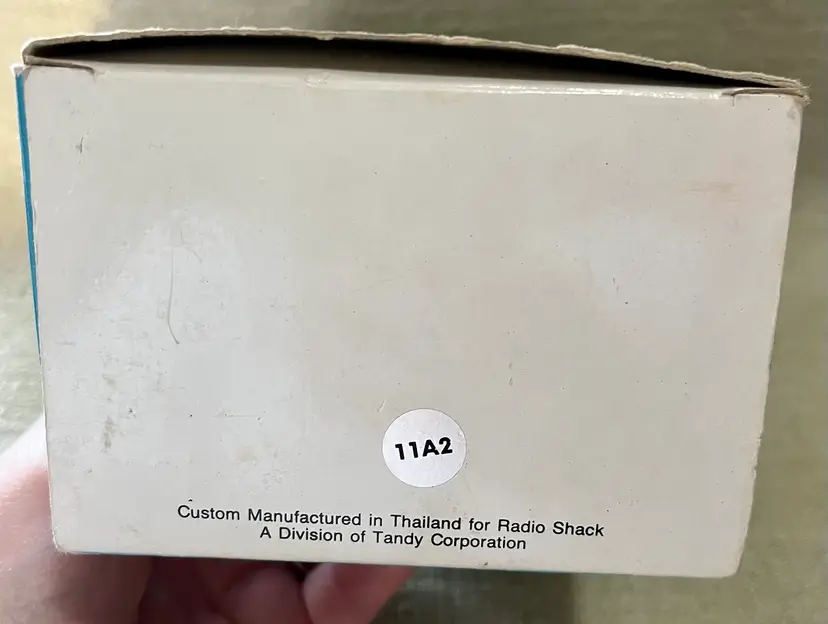 11A2
Custom Manufactured in Thailand for Radio Shack
A Division of Tandy Corporation